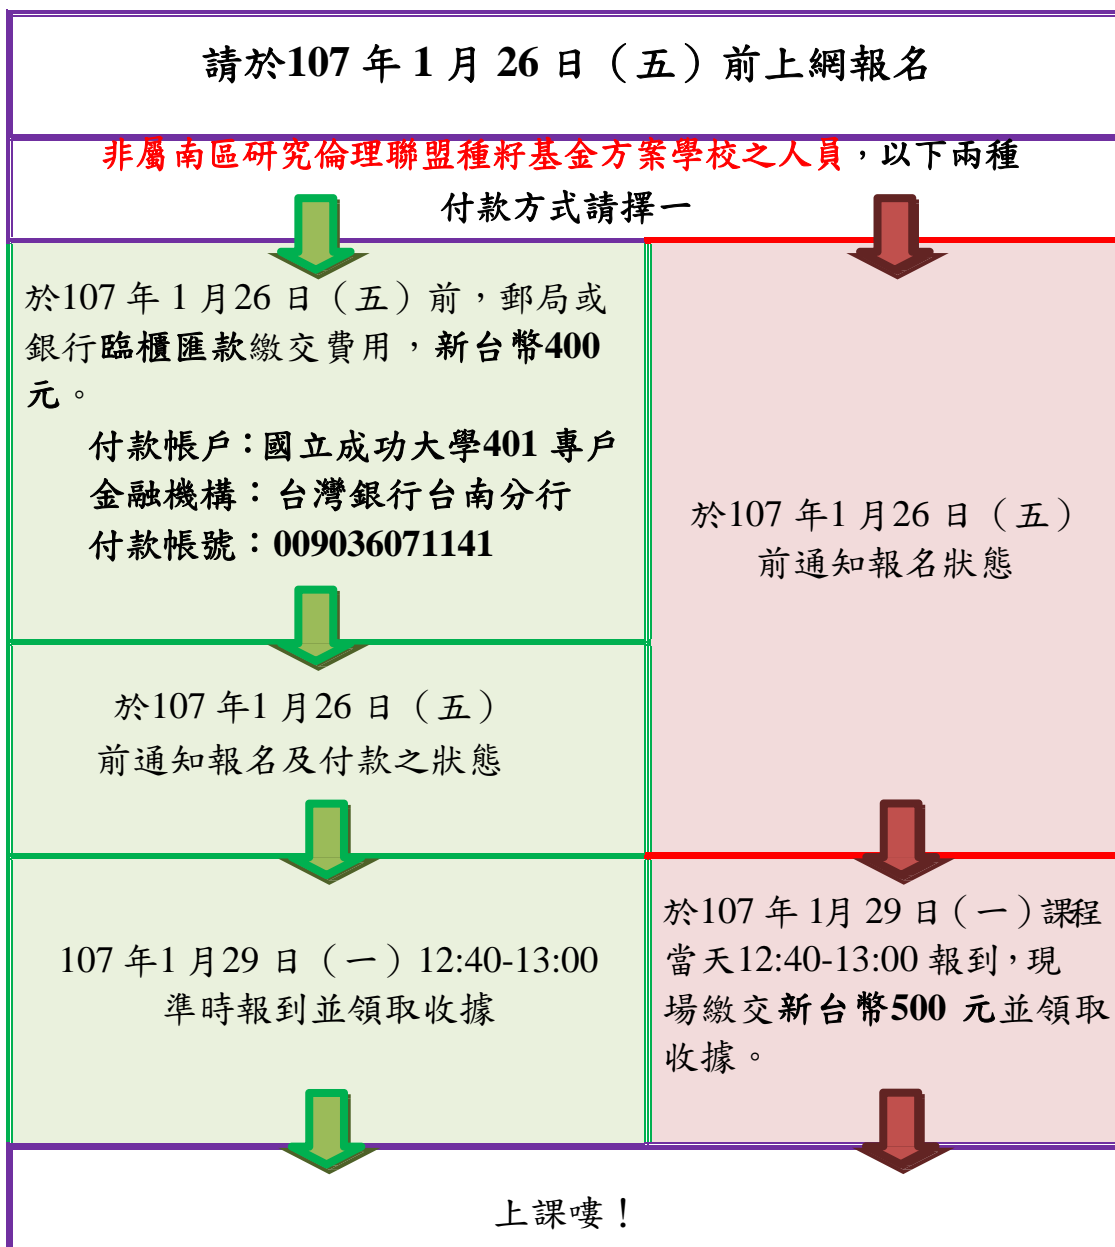 請於107 年 1 月 26 日（五）前上網報名
非屬南區研究倫理聯盟種籽基金方案學校之人員，以下兩種
付款方式請擇一
於107 年 1 月26 日（五）前，郵局或
銀行臨櫃匯款繳交費用，新台幣400
元。
付款帳戶：國立成功大學401 專戶
金融機構：台灣銀行台南分行
付款帳號：009036071141
於107 年1 月26 日（五）
前通知報名及付款之狀態
107 年1 月29 日（一）12:40-13:00
準時報到並領取收據
於107 年1 月26 日（五）
前通知報名狀態
於107 年 1月 29 日（一）課程
當天12:40-13:00 報到，現
場繳交新台幣500 元並領取
收據。
上課嘍！